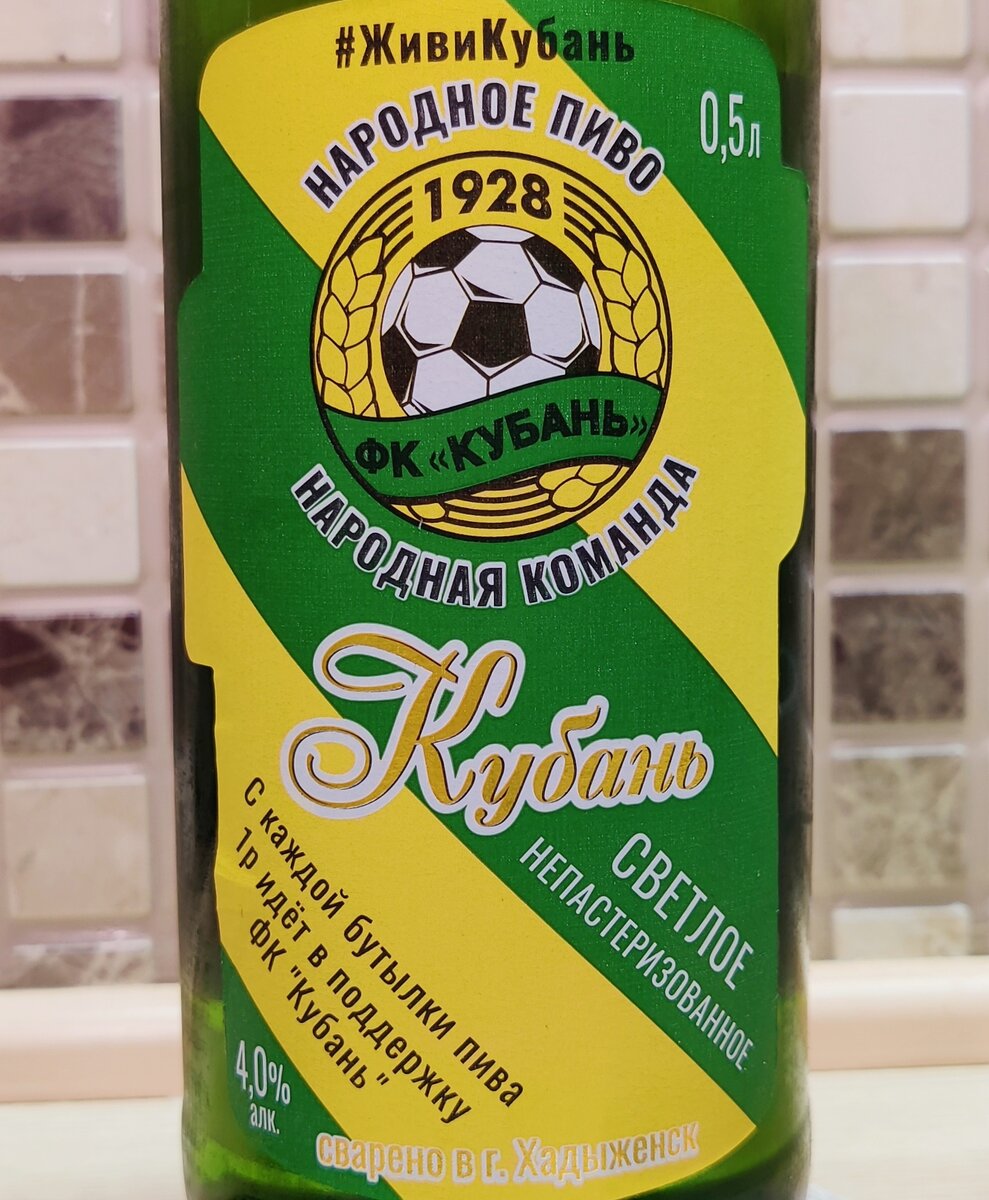 #ЖивиКубань
НАРОДНОЕ ПИВО
0,5л
1928
ФК «КУБАНЬ»
НАРОДНАЯ КОМАНДА
Кубань
СВЕТЛОЕ
НЕПАСТЕРИЗОВАННОЕ
С каждой бутылки пива
1р идёт в поддержку
ФК "Кубань"
4,0%
алк.
сварено в г. Хадыженск